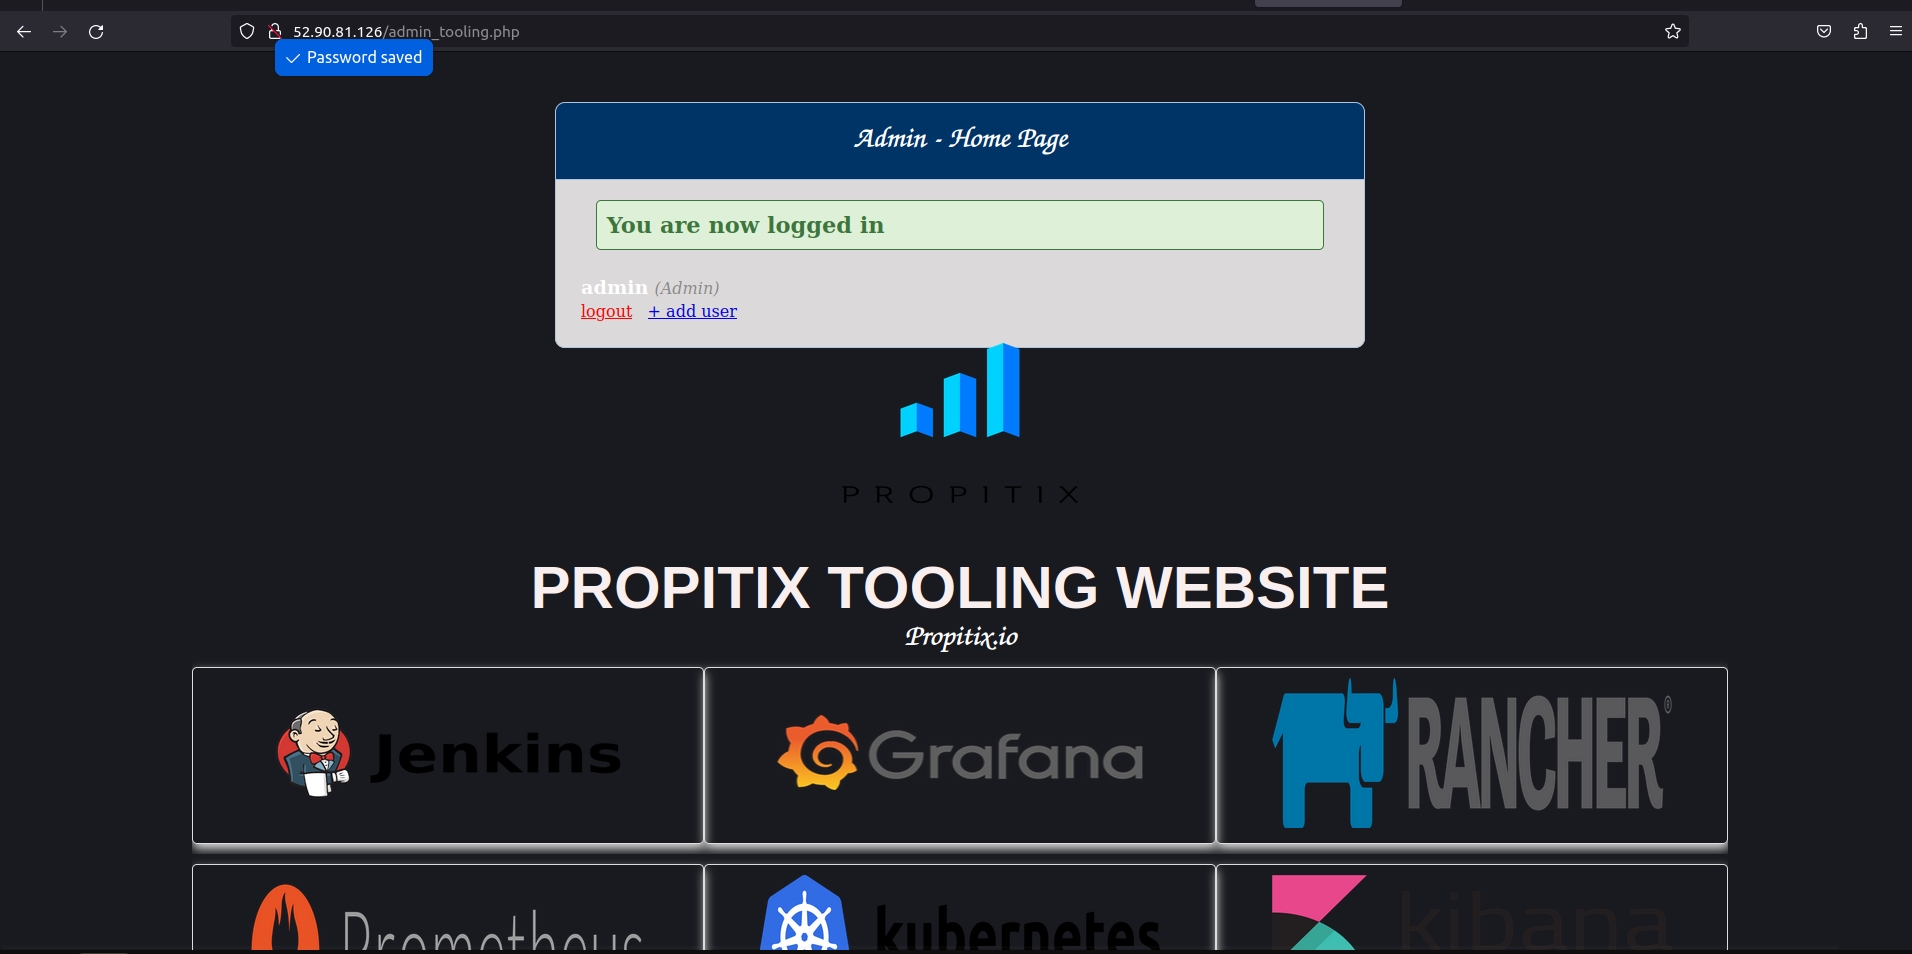 52.90.81.126/admin_tooling.php
Password saved
Admin - Home Page
You are now logged in
admin (Admin)
logout + add user
PROPITIX
PROPITIX TOOLING WEBSITE
Propitix.io
Jenkins Grafana RANCHER®
Prometheus kubernetes kibana